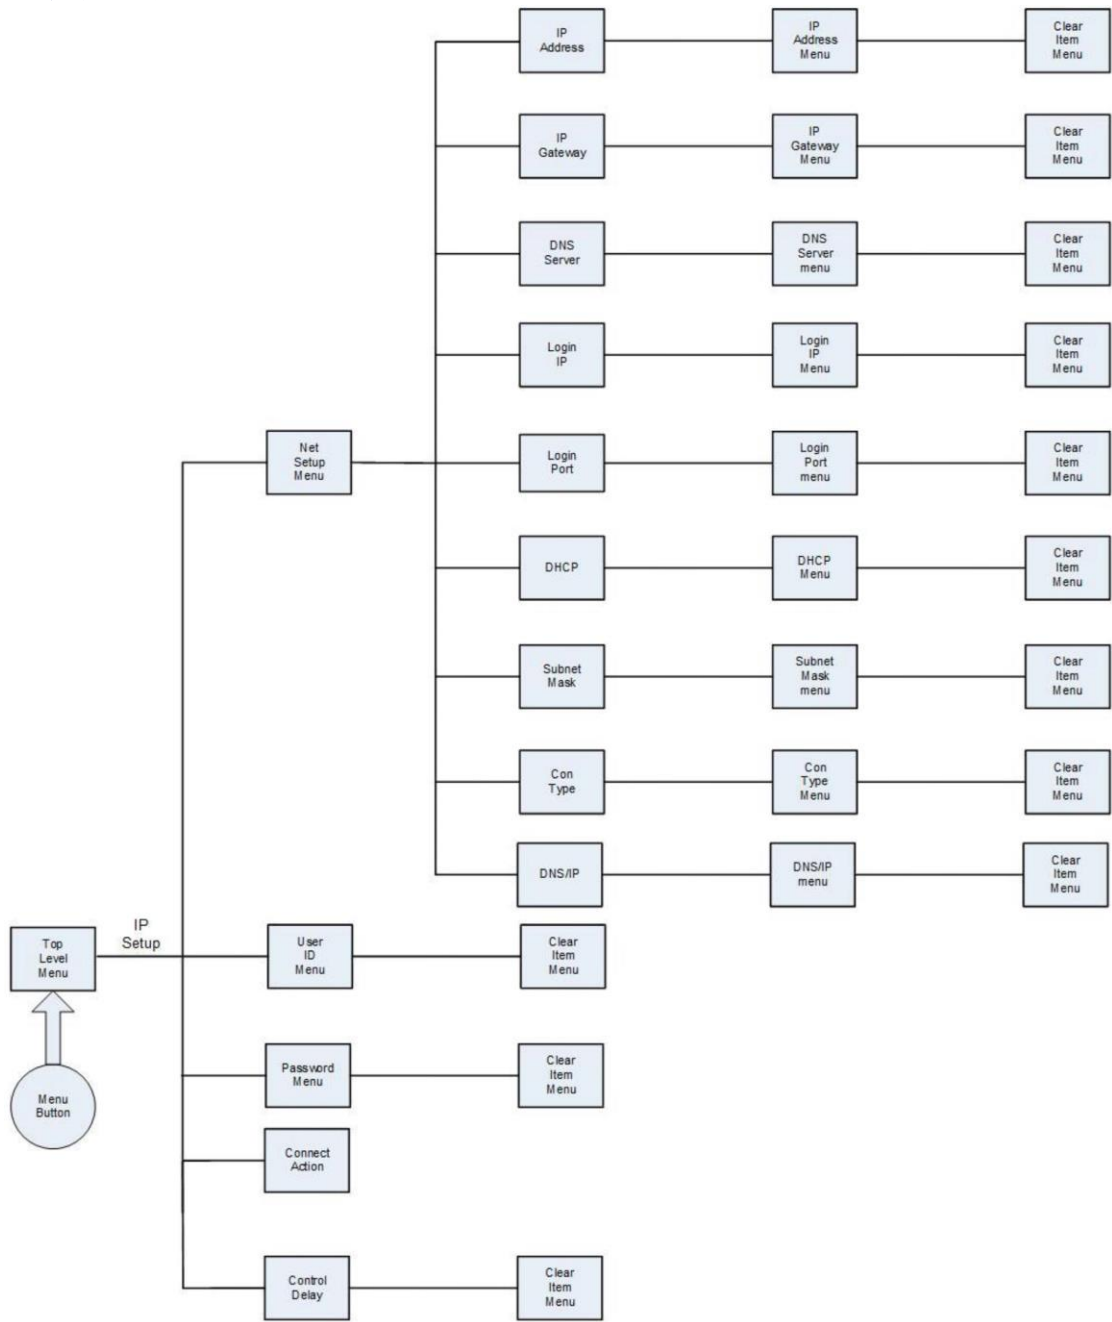 IP
Address
IP
Address
Menu
Clear
Item
Menu
IP
Gateway
IP
Gateway
Menu
Clear
Item
Menu
DNS
Server
DNS
Server
menu
Clear
Item
Menu
Login
IP
Login
IP
Menu
Clear
Item
Menu
Net
Setup
Menu
Login
Port
Login
Port
menu
Clear
Item
Menu
DHCP
DHCP
Menu
Clear
Item
Menu
Subnet
Mask
Subnet
Mask
menu
Clear
Item
Menu
Con
Type
Con
Type
Menu
Clear
Item
Menu
DNS/IP
DNS/IP
menu
Clear
Item
Menu
Top
Level
Menu
IP
Setup
User
ID
Menu
Clear
Item
Menu
Menu
Button
Password
Menu
Clear
Item
Menu
Connect
Action
Control
Delay
Clear
Item
Menu